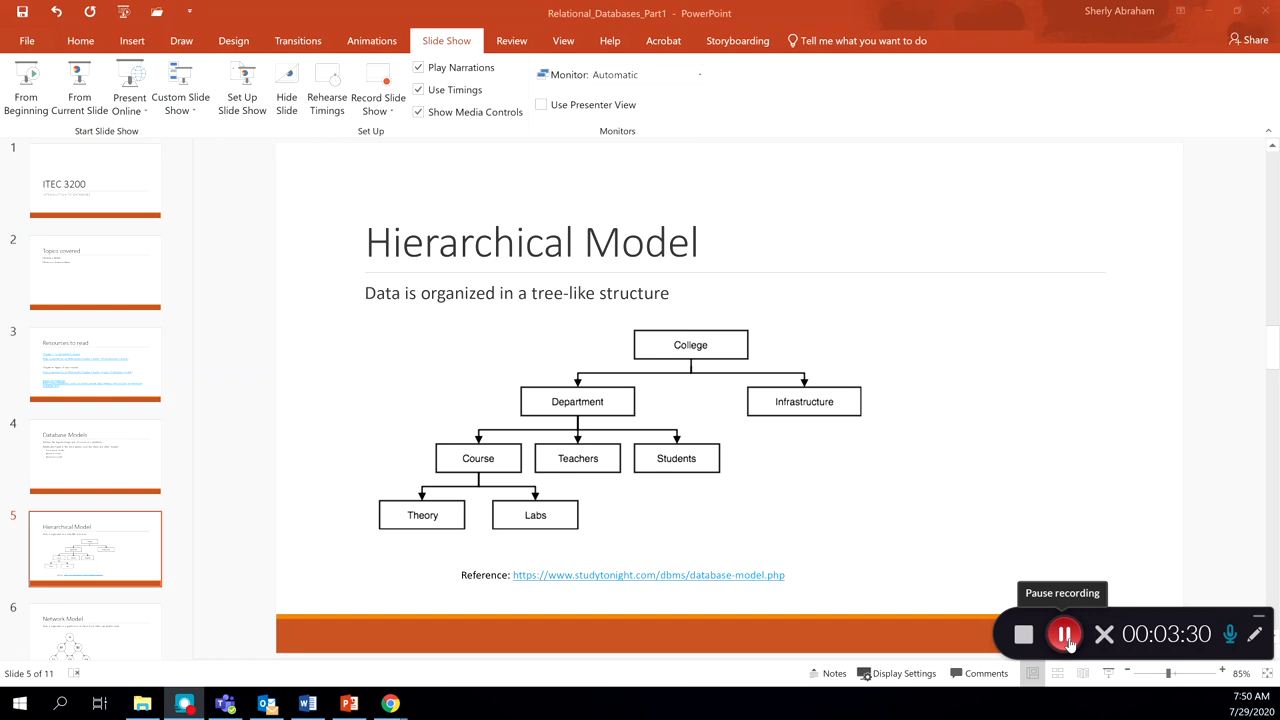 Relational_Databases_Part1 - PowerPoint
Sherly Abraham
File Home Insert Draw Design Transitions Animations Slide Show Review View Help Acrobat Storyboarding Tell me what you want to do
Share
From Beginning
From Current Slide
Present Online
Custom Slide Show
Set Up Slide Show
Hide Slide
Rehearse Timings
Record Slide Show
Play Narrations
Use Timings
Show Media Controls
Monitor: Automatic
Use Presenter View
Start Slide Show
Set Up
Monitors
1
ITEC 3200
2
Topics covered
3
Resources to read
4
Database Models
5
Hierarchical Model
6
Network Model
Hierarchical Model
Data is organized in a tree-like structure
College
Department
Infrastructure
Course
Teachers
Students
Theory
Labs
Reference: https://www.studytonight.com/dbms/database-model.php
Pause recording
00:03:30
Slide 5 of 11
Notes
Display Settings
Comments
85%
7:50 AM
7/29/2020